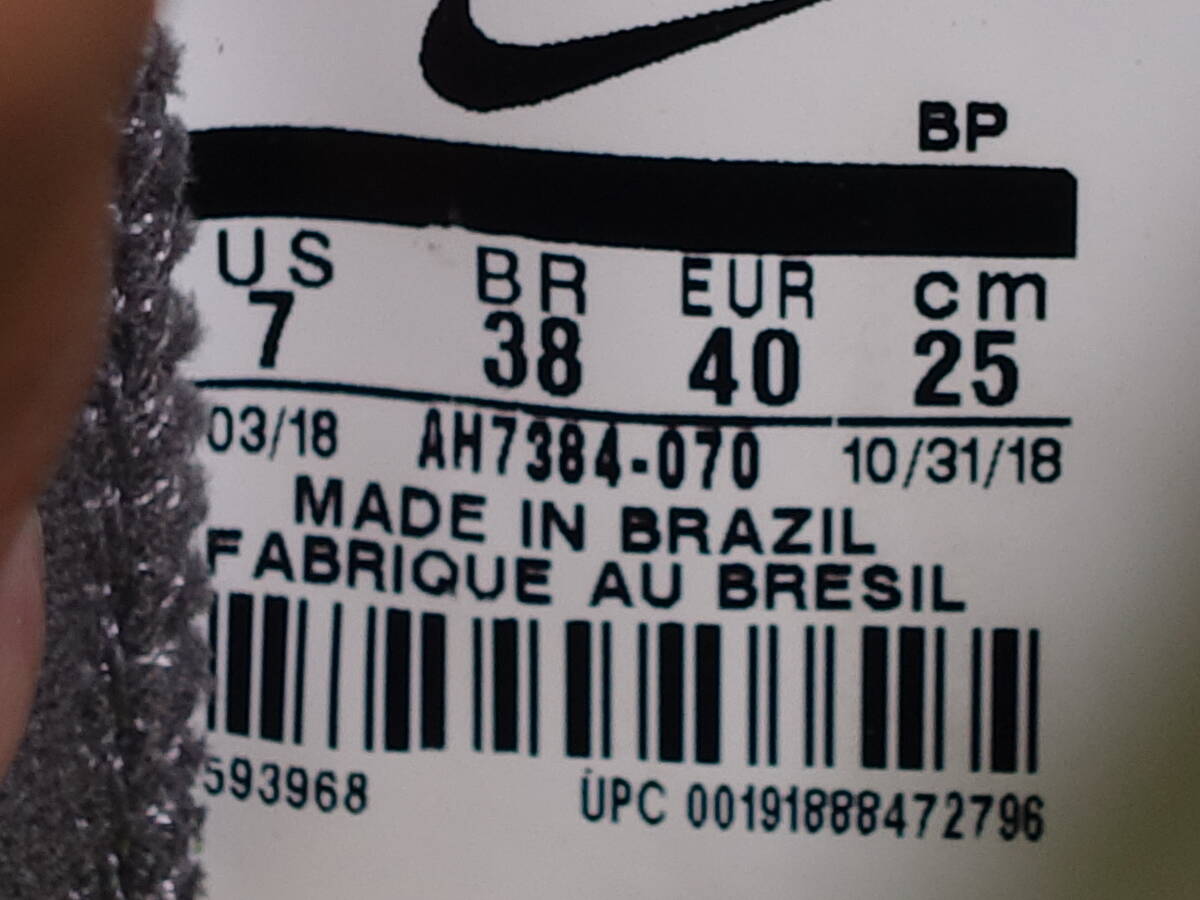 BP
US BR EUR cm
7 38 40 25
03/18 AH7384-070 10/31/18
MADE IN BRAZIL
FABRIQUE AU BRESIL
593968 UPC 00191888472796